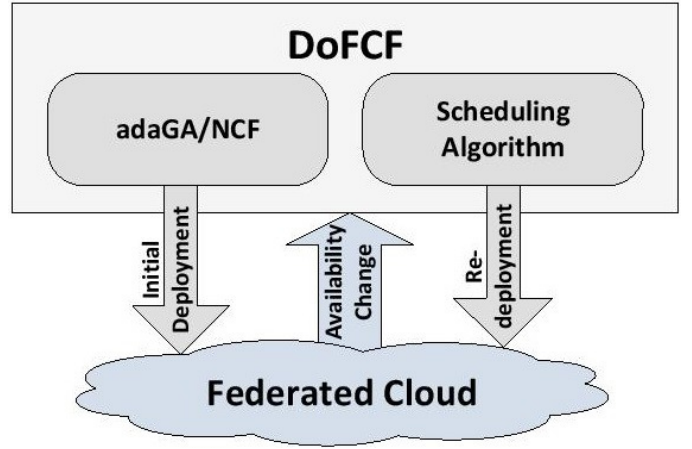 DoFCF
adaGA/NCF
Scheduling
Algorithm
Initial
Deployment
Availability
Change
Re-
deployment
Federated Cloud